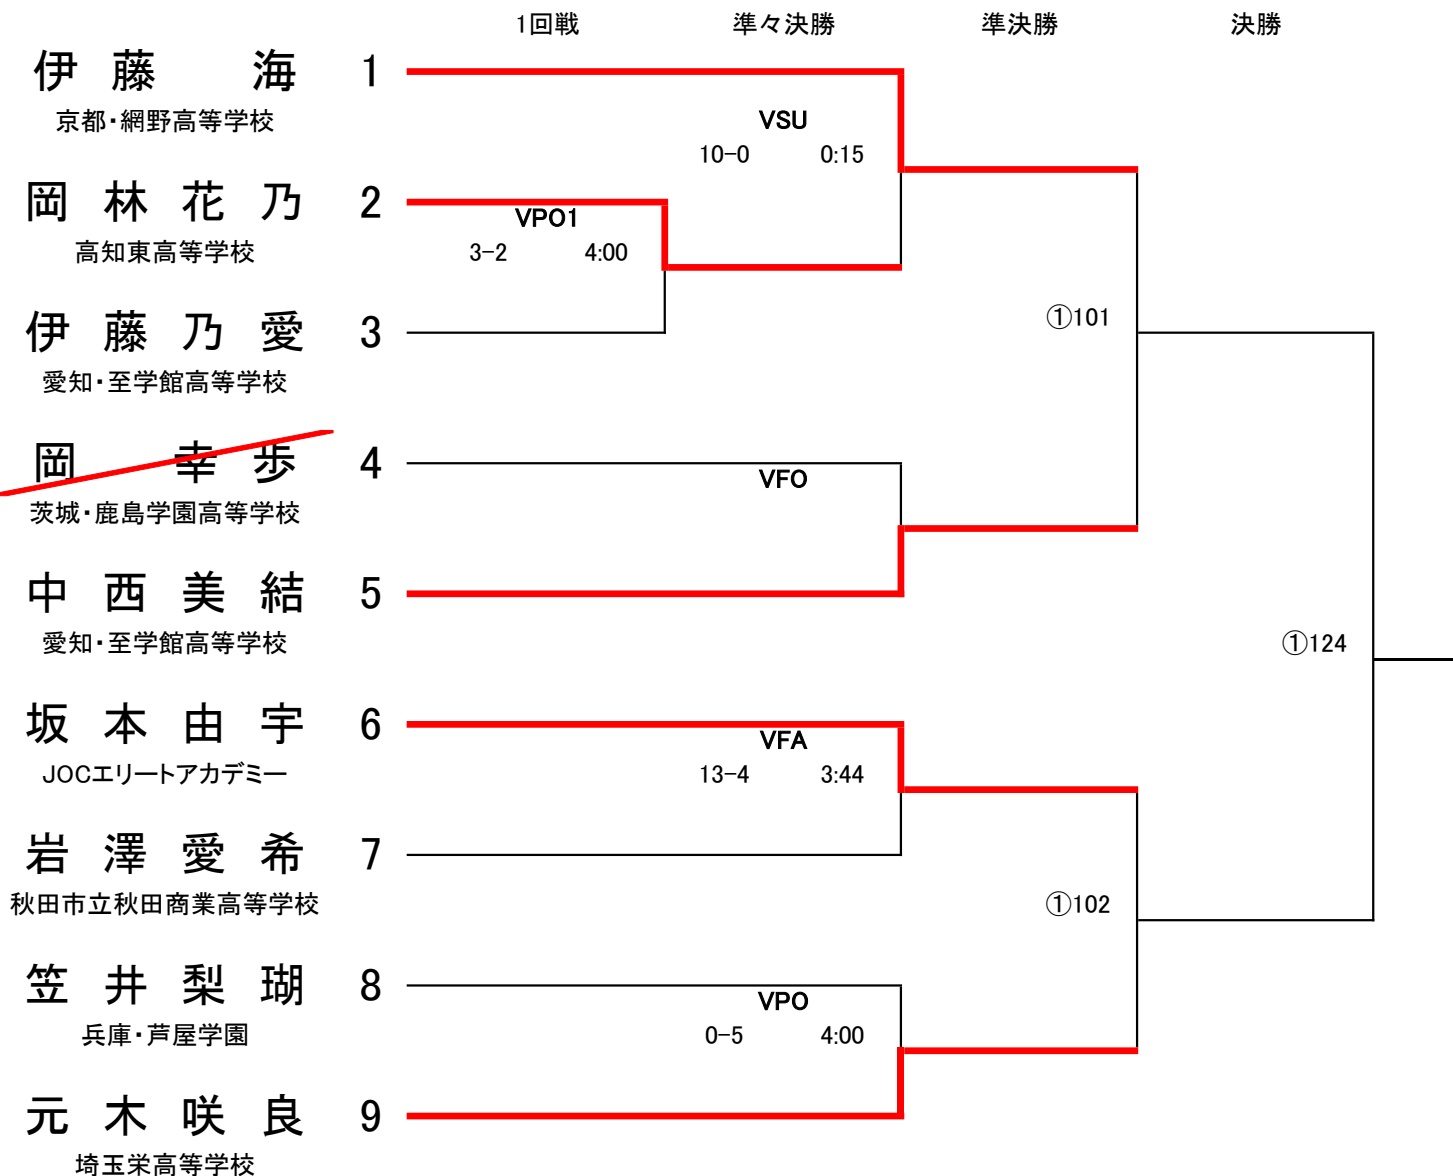 1回戦 準々決勝 準決勝 決勝
伊藤 海 1
京都・網野高等学校
VSU
10-0 0:15
岡林花乃 2
高知東高等学校
VPO1
3-2 4:00
伊藤乃愛 3
愛知・至学館高等学校
①101
岡 幸歩 4
茨城・鹿島学園高等学校
VFO
中西美結 5
愛知・至学館高等学校
①124
坂本由宇 6
JOCエリートアカデミー
VFA
13-4 3:44
岩澤愛希 7
秋田市立秋田商業高等学校
①102
笠井梨瑚 8
兵庫・芦屋学園
VPO
0-5 4:00
元木咲良 9
埼玉栄高等学校